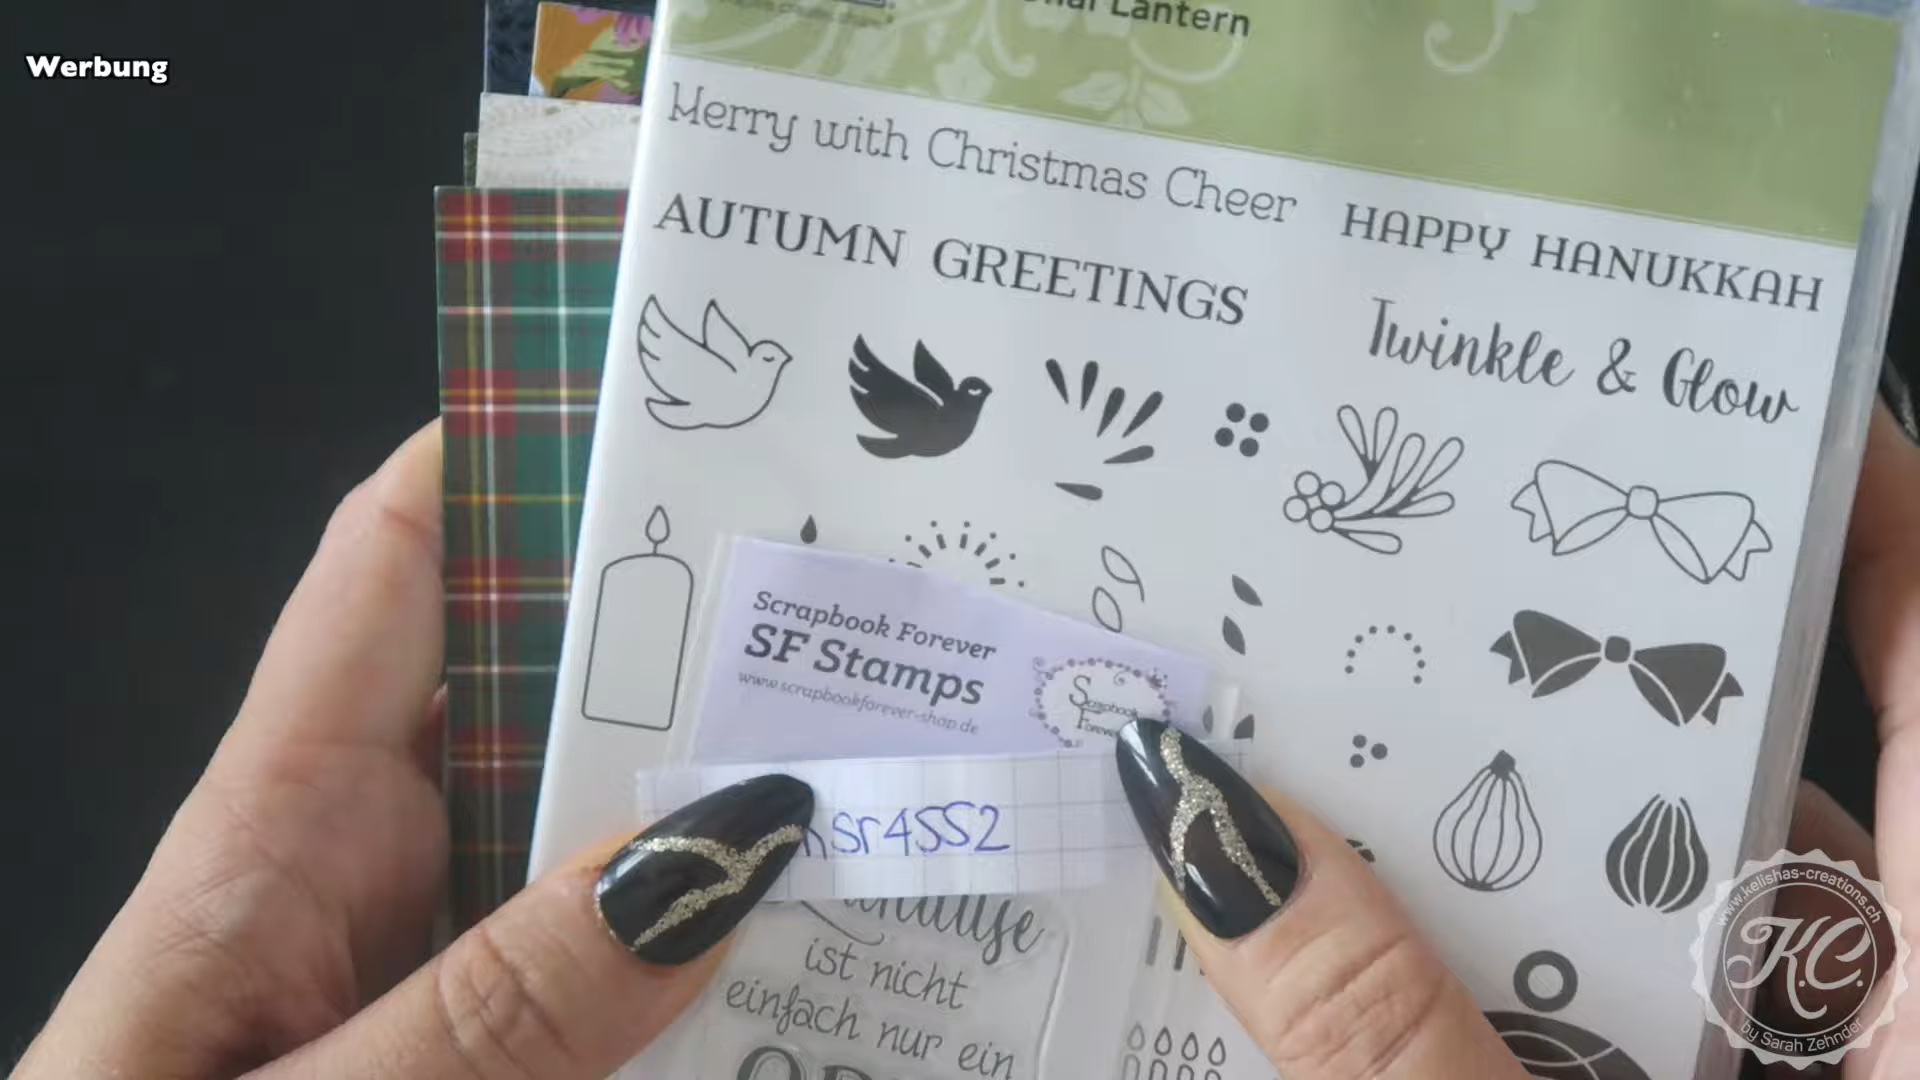 Werbung
Lantern
Merry with Christmas Cheer
AUTUMN GREETINGS
HAPPY HANUKKAH
Twinkle & Glow
Scrapbook Forever
SF Stamps
www.scrapbookforever-shop.de
Scrapbook
Forever
sr4552
ist nicht
einfach nur ein
www.kelishas-creations.ch
K.C.
by Sarah Zehnder